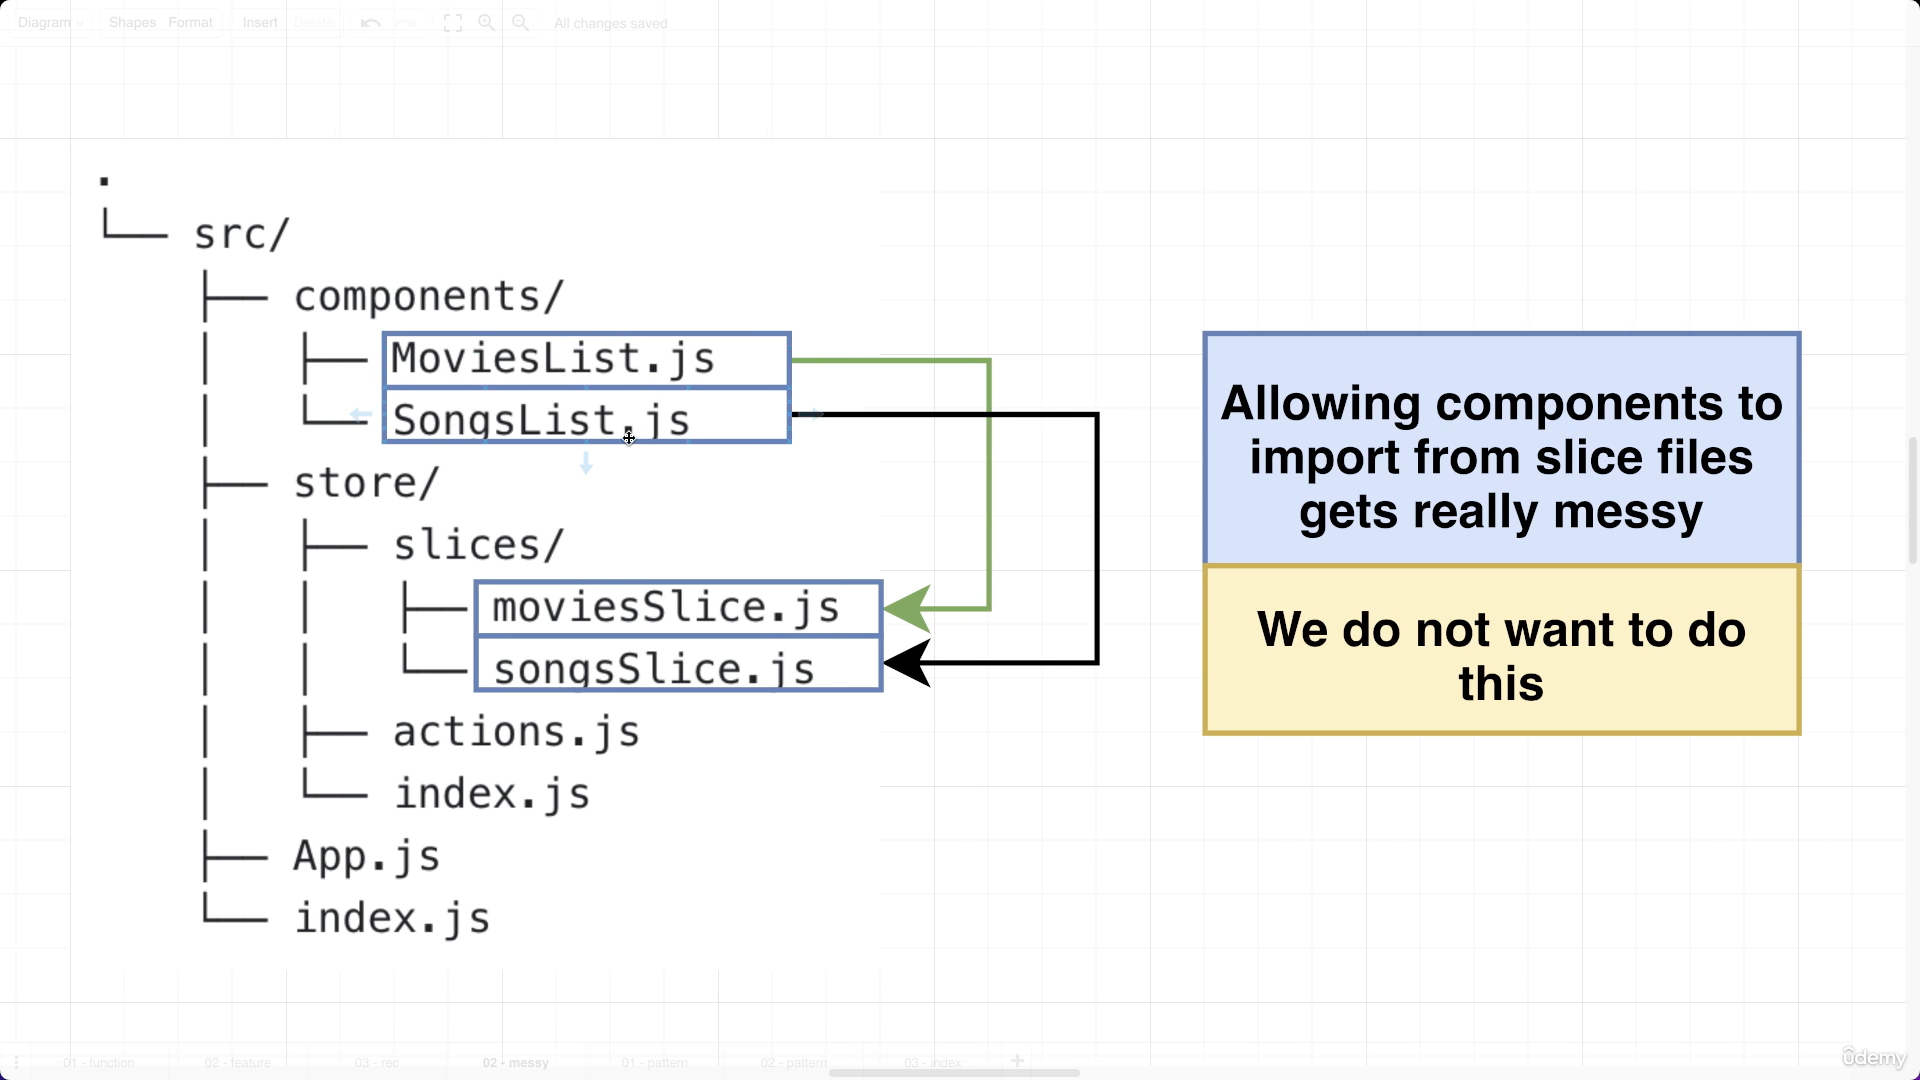 Diagram Shapes Format Insert Delete All changes saved
.
└── src/
├── components/
│ ├── MoviesList.js
│ └── SongsList.js
├── store/
│ ├── slices/
│ │ ├── moviesSlice.js
│ │ └── songsSlice.js
│ ├── actions.js
│ └── index.js
├── App.js
└── index.js
Allowing components to
import from slice files
gets really messy
We do not want to do
this
01 - function 02 - feature 03 - rec 02 - messy 01 - pattern 02 - pattern 03 - index
ûdemy